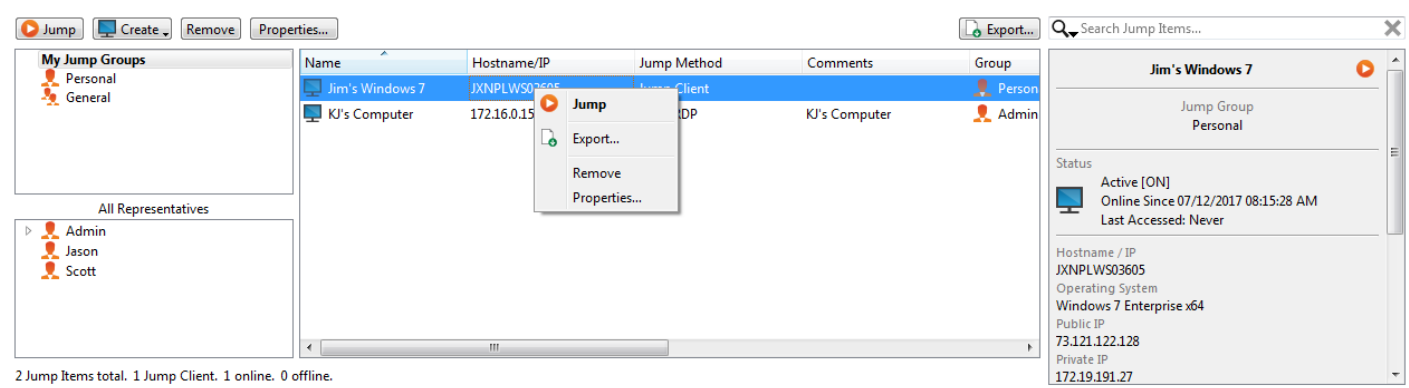 Jump Create Remove Properties... Export... Search Jump Items...
My Jump Groups
Personal
General
All Representatives
Admin
Jason
Scott
Name Hostname/IP Jump Method Comments Group
Jim's Windows 7 JXNPLWS03605 Jump Client Person
KJ's Computer 172.16.0.15 RDP KJ's Computer Admin
Jump
Export...
Remove
Properties...
2 Jump Items total. 1 Jump Client. 1 online. 0 offline.
Jim's Windows 7
Jump Group
Personal
Status
Active [ON]
Online Since 07/12/2017 08:15:28 AM
Last Accessed: Never
Hostname / IP
JXNPLWS03605
Operating System
Windows 7 Enterprise x64
Public IP
73.121.122.128
Private IP
172.19.191.27